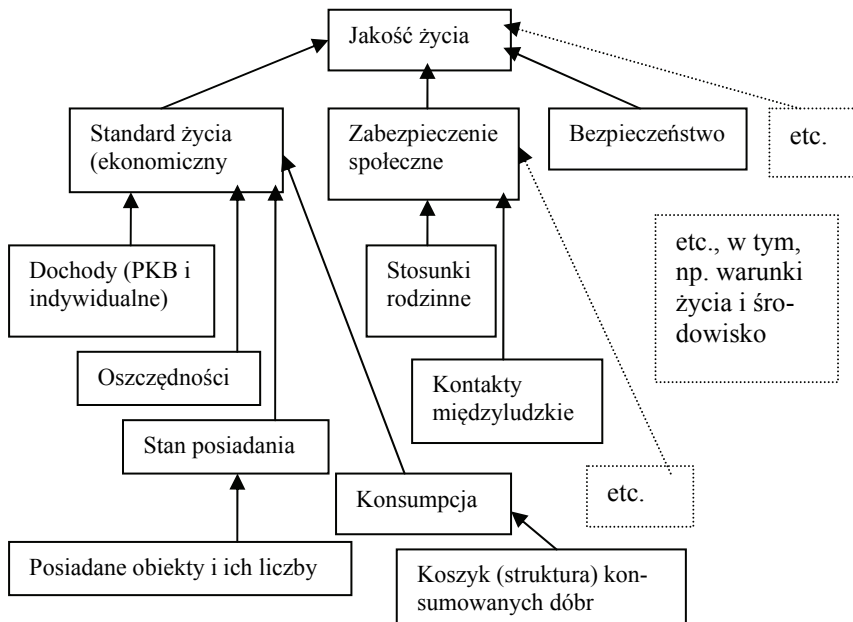 Jakość życia
Standard życia
(ekonomiczny
Zabezpieczenie
społeczne
Bezpieczeństwo
etc.
Dochody (PKB i
indywidualne)
Stosunki
rodzinne
etc., w tym,
np. warunki
życia i śro-
dowisko
Oszczędności
Kontakty
międzyludzkie
Stan posiadania
Konsumpcja
etc.
Posiadane obiekty i ich liczby
Koszyk (struktura) kon-
sumowanych dóbr